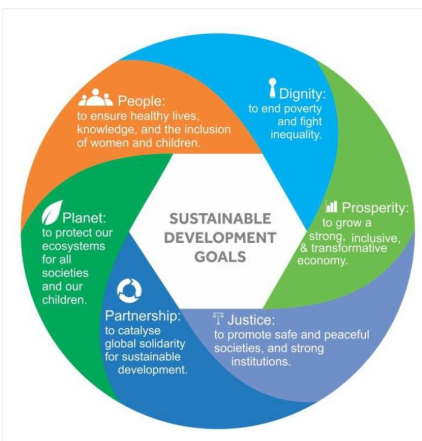 People:
to ensure healthy lives,
knowledge, and the inclusion
of women and children.
Dignity:
to end poverty
and fight
inequality.
Prosperity:
to grow a
strong, inclusive,
& transformative
economy.
Justice:
to promote safe and peaceful
societies, and strong
institutions.
Partnership:
to catalyse
global solidarity
for sustainable
development.
Planet:
to protect our
ecosystems
for all
societies
and our
children.
SUSTAINABLE
DEVELOPMENT
GOALS